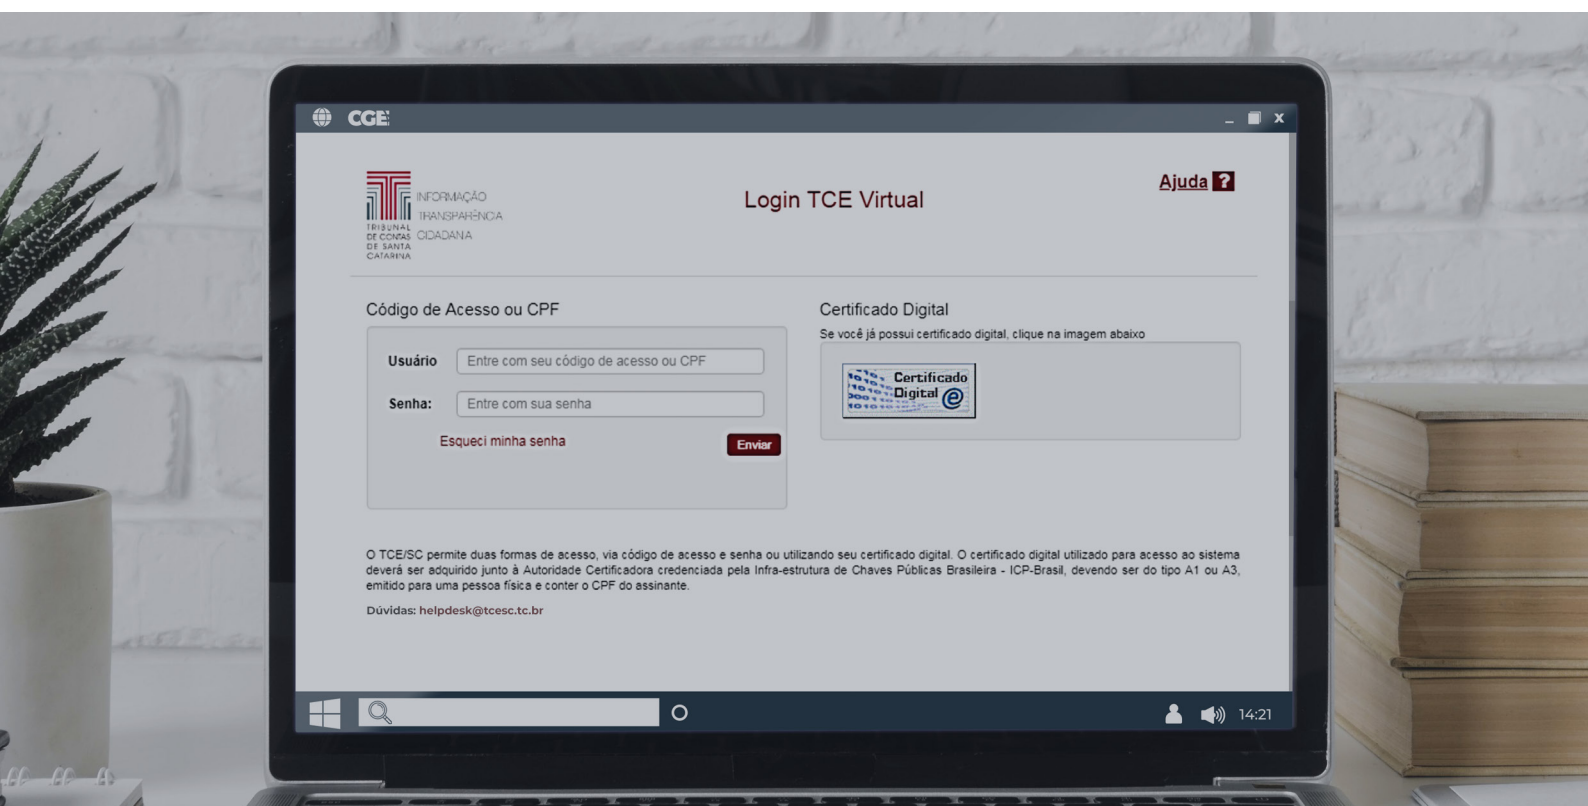 CGE
TRIBUNAL
DE CONTAS
DE SANTA
CATARINA
INFORMAÇÃO
TRANSPARÊNCIA
CIDADANIA
Login TCE Virtual
Ajuda ?
Código de Acesso ou CPF
Usuário Entre com seu código de acesso ou CPF
Senha: Entre com sua senha
Esqueci minha senha
Enviar
Certificado Digital
Se você já possui certificado digital, clique na imagem abaixo
Certificado
Digital
O TCE/SC permite duas formas de acesso, via código de acesso e senha ou utilizando seu certificado digital. O certificado digital utilizado para acesso ao sistema
deverá ser adquirido junto à Autoridade Certificadora credenciada pela Infra-estrutura de Chaves Públicas Brasileira - ICP-Brasil, devendo ser do tipo A1 ou A3,
emitido para uma pessoa física e conter o CPF do assinante.
Dúvidas: helpdesk@tcesc.tc.br
14:21